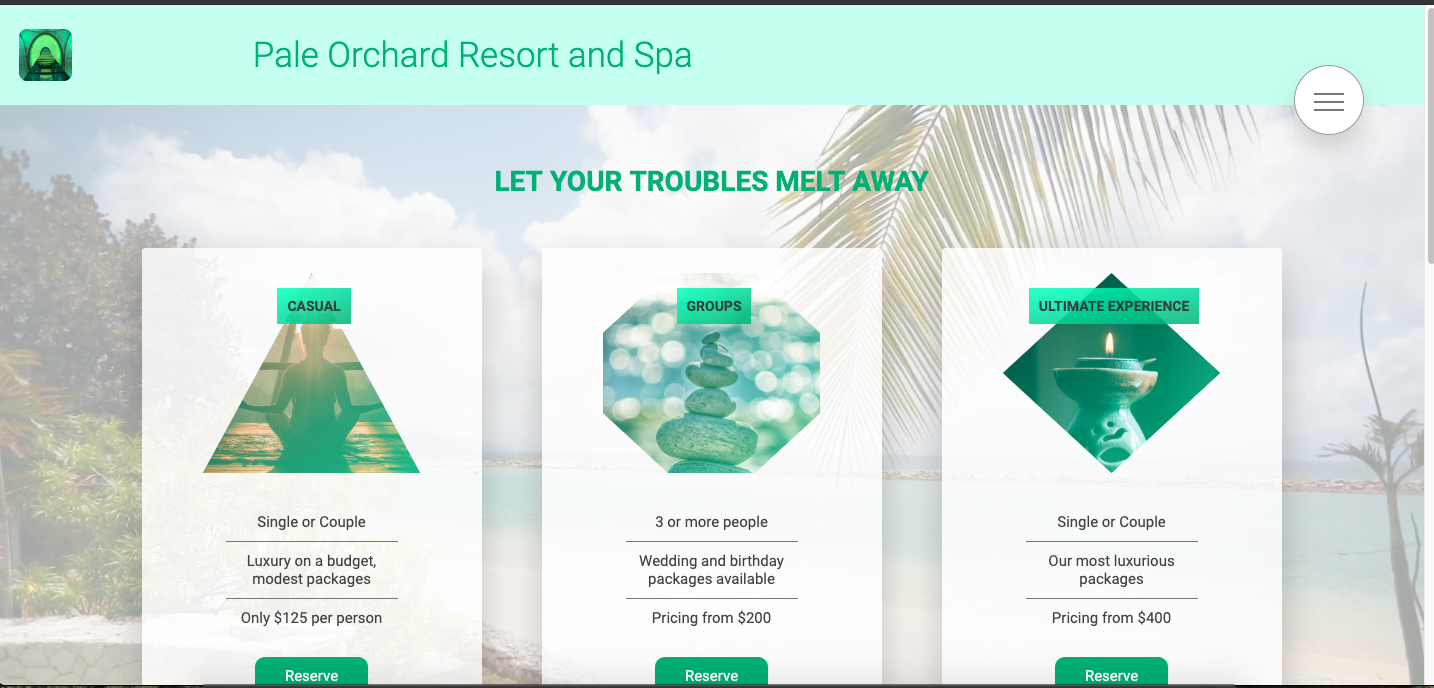 Pale Orchard Resort and Spa
LET YOUR TROUBLES MELT AWAY
CASUAL
Single or Couple
Luxury on a budget,
modest packages
Only $125 per person
Reserve
GROUPS
3 or more people
Wedding and birthday
packages available
Pricing from $200
Reserve
ULTIMATE EXPERIENCE
Single or Couple
Our most luxurious
packages
Pricing from $400
Reserve